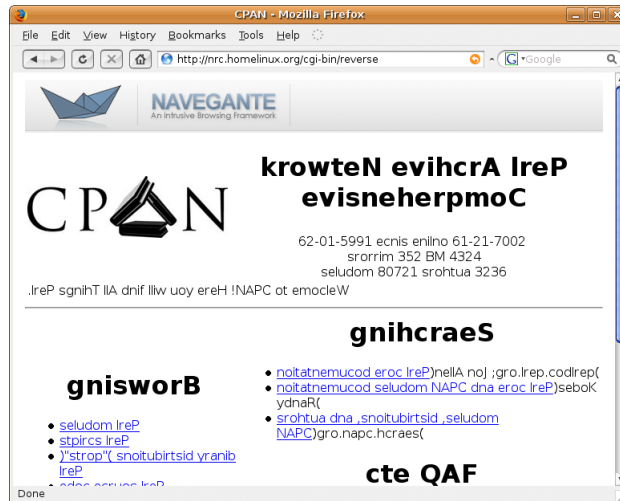 CPAN - Mozilla Firefox
File Edit View History Bookmarks Tools Help
http://nrc.homelinux.org/cgi-bin/reverse
Google
NAVEGANTE
An Intrusive Browsing Framework
CPAN
krowteN evihcrA lreP
evisneherpmoC
62-01-5991 ecnis enilno 61-21-7002
srorrim 352 BM 4324
seludom 80721 srohtua 3236
.lreP sgnihT llA dnif lliw uoy ereH !NAPC ot emocleW
gnisworB
seludom lreP
stpircs lreP
)"strop"( snoitubirtsid yranib
lreP
edoc ecruos lreP
gnihcraeS
noitatnemucod eroc lreP)nellA noJ ;gro.lrep.codlrep(
noitatnemucod seludom NAPC dna eroc lreP)seboK
ydnaR(
srohtua dna ,snoitubirtsid ,seludom
NAPC)gro.napc.hcraes(
cte QAF
Done